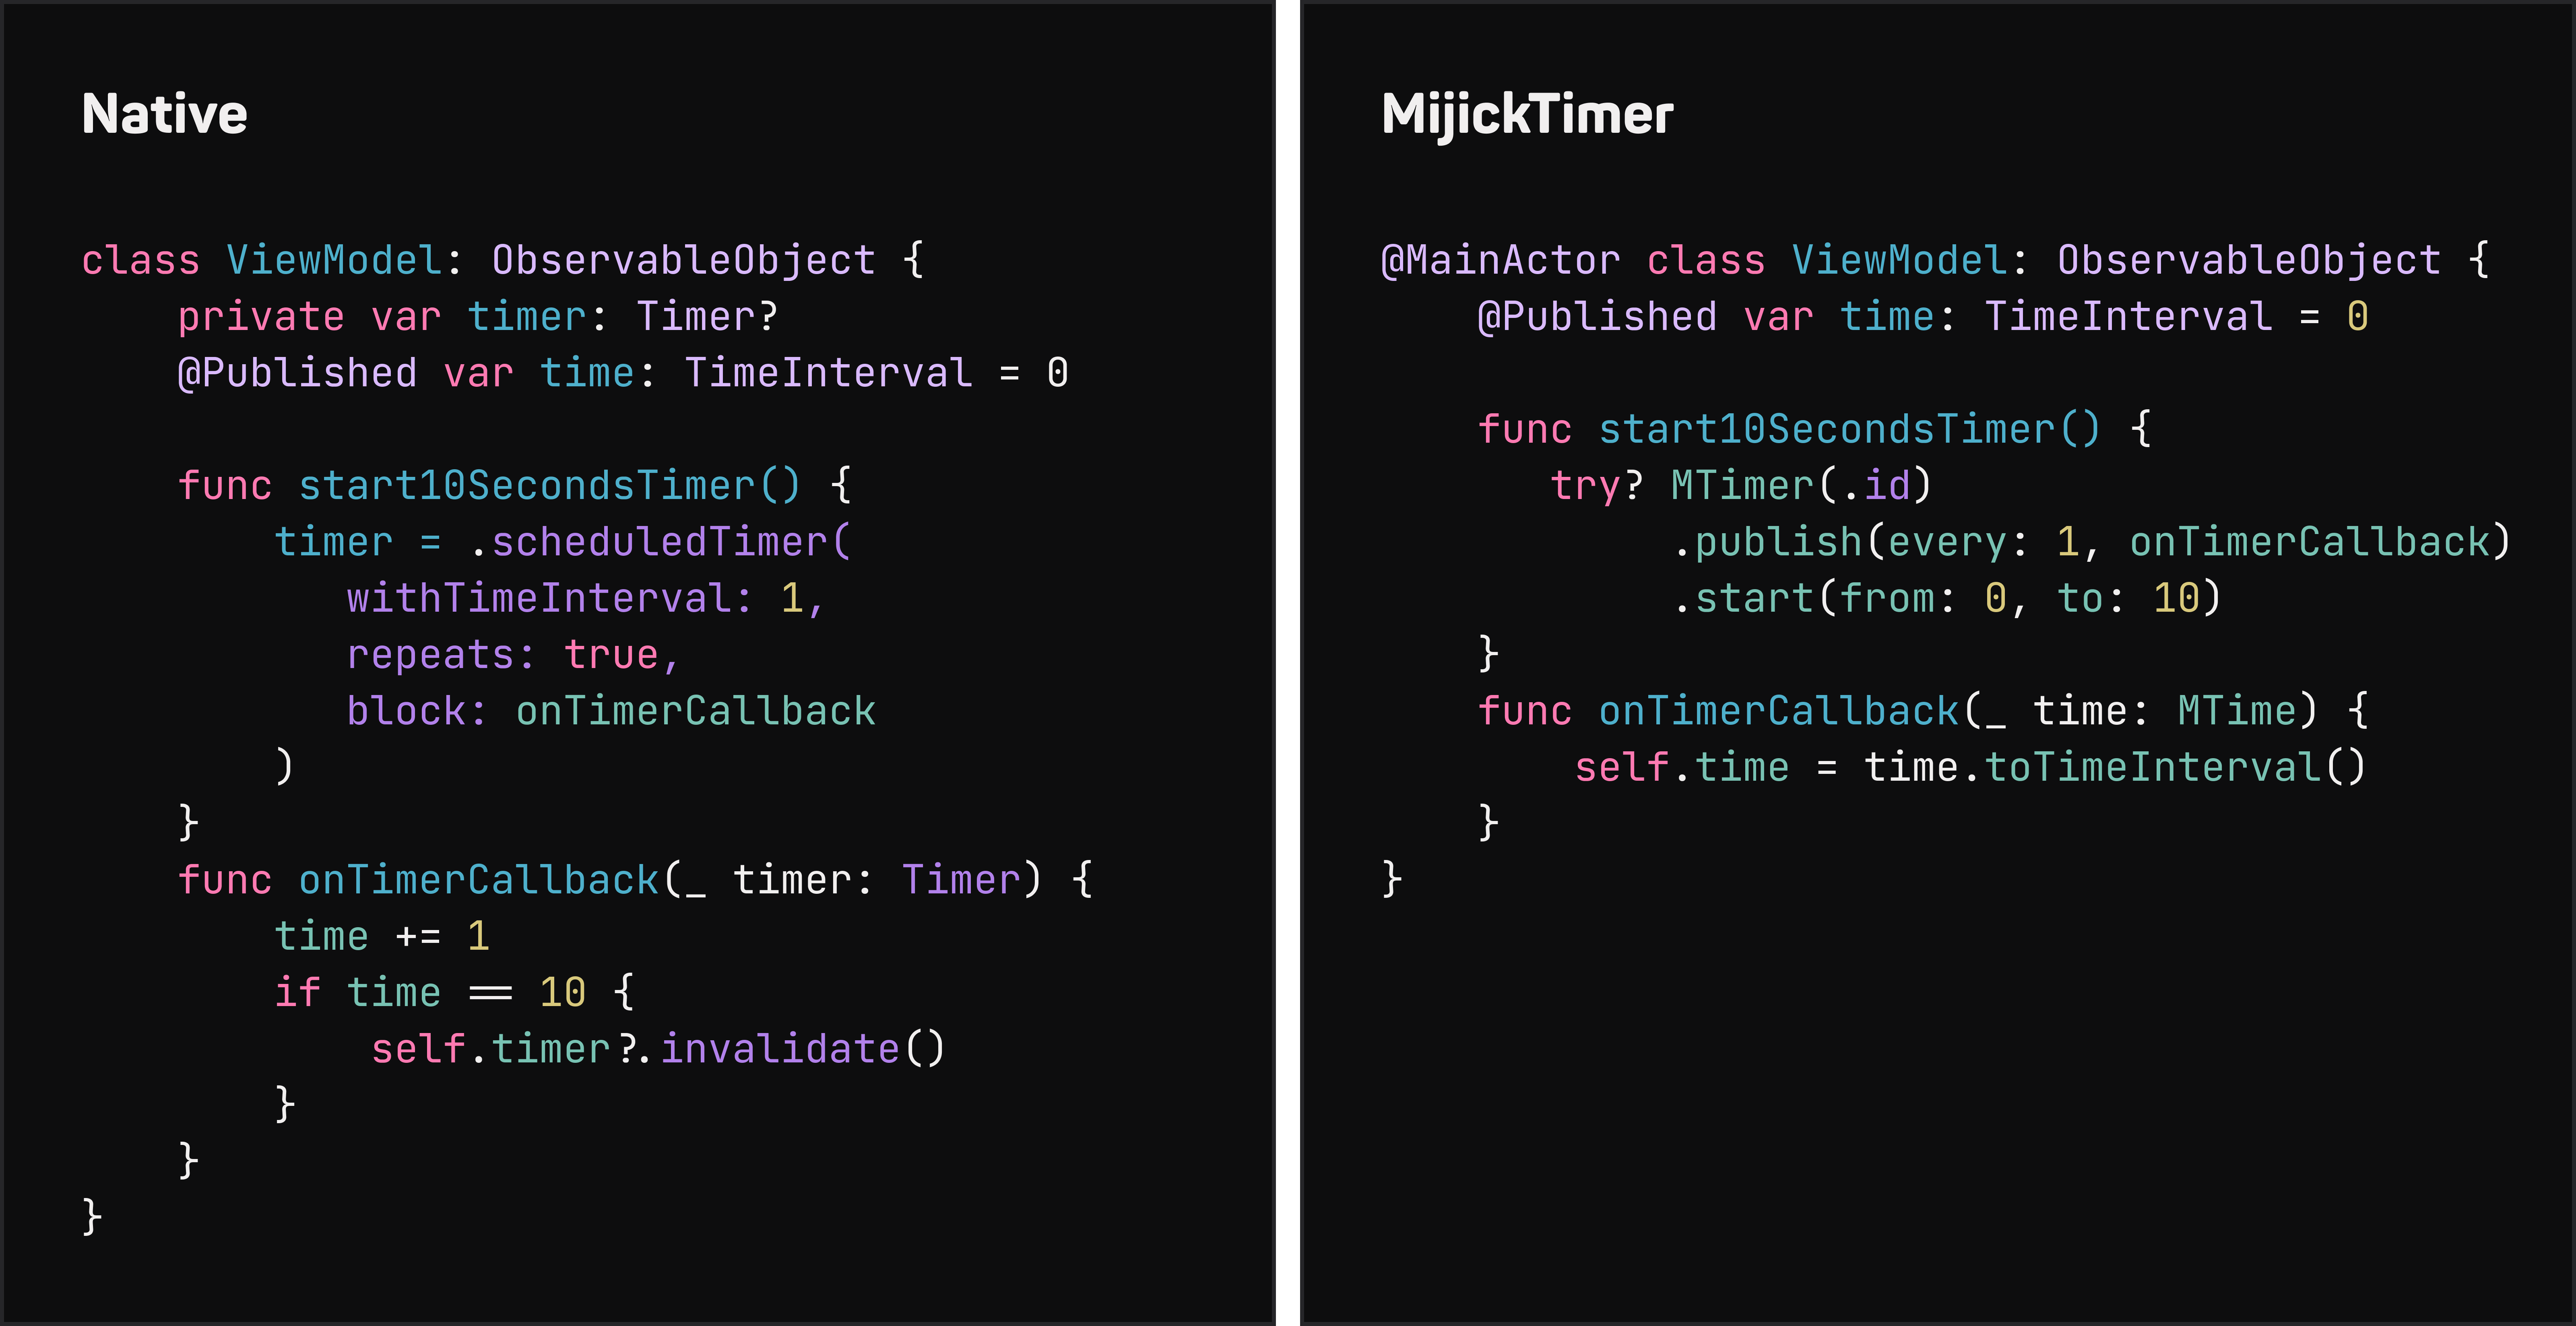 Native
class ViewModel: ObservableObject {
    private var timer: Timer?
    @Published var time: TimeInterval = 0

    func start10SecondsTimer() {
        timer = .scheduledTimer(
           withTimeInterval: 1,
           repeats: true,
           block: onTimerCallback
        )
    }
    func onTimerCallback(_ timer: Timer) {
        time += 1
        if time == 10 {
            self.timer?.invalidate()
        }
    }
}
MijickTimer
@MainActor class ViewModel: ObservableObject {
    @Published var time: TimeInterval = 0

    func start10SecondsTimer() {
       try? MTimer(.id)
            .publish(every: 1, onTimerCallback)
            .start(from: 0, to: 10)
    }
    func onTimerCallback(_ time: MTime) {
        self.time = time.toTimeInterval()
    }
}